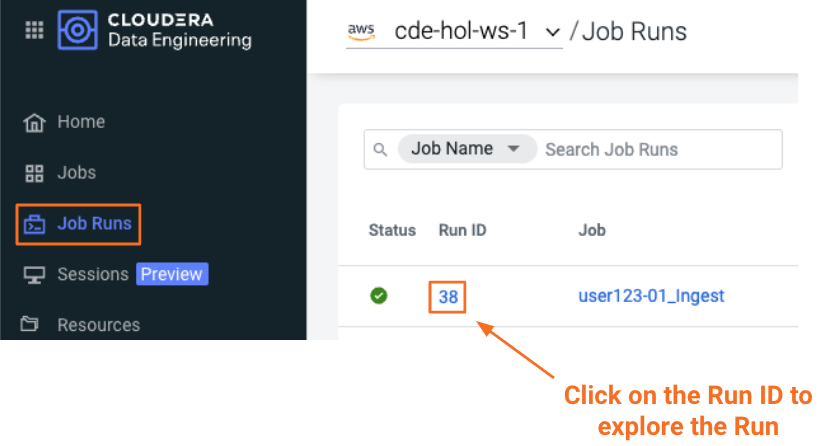 CLOUDERA
Data Engineering
aws cde-hol-ws-1 / Job Runs
Home
Jobs
Job Runs
Sessions Preview
Resources
Job Name Search Job Runs
Status Run ID Job
38 user123-01_Ingest
Click on the Run ID to
explore the Run